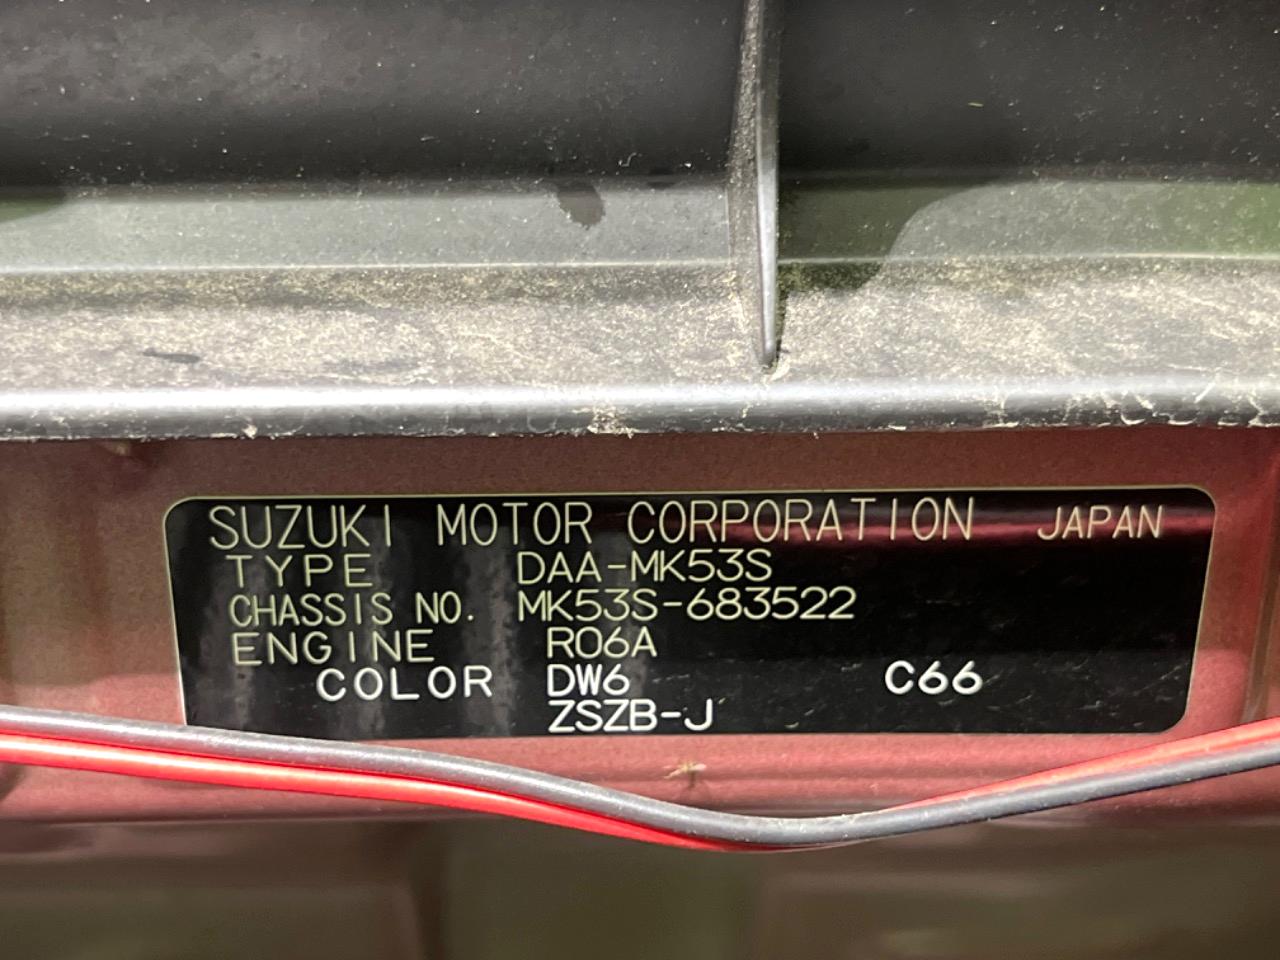 SUZUKI MOTOR CORPORATION JAPAN
TYPE DAA-MK53S
CHASSIS NO. MK53S-683522
ENGINE R06A
COLOR DW6 C66
ZSZB-J